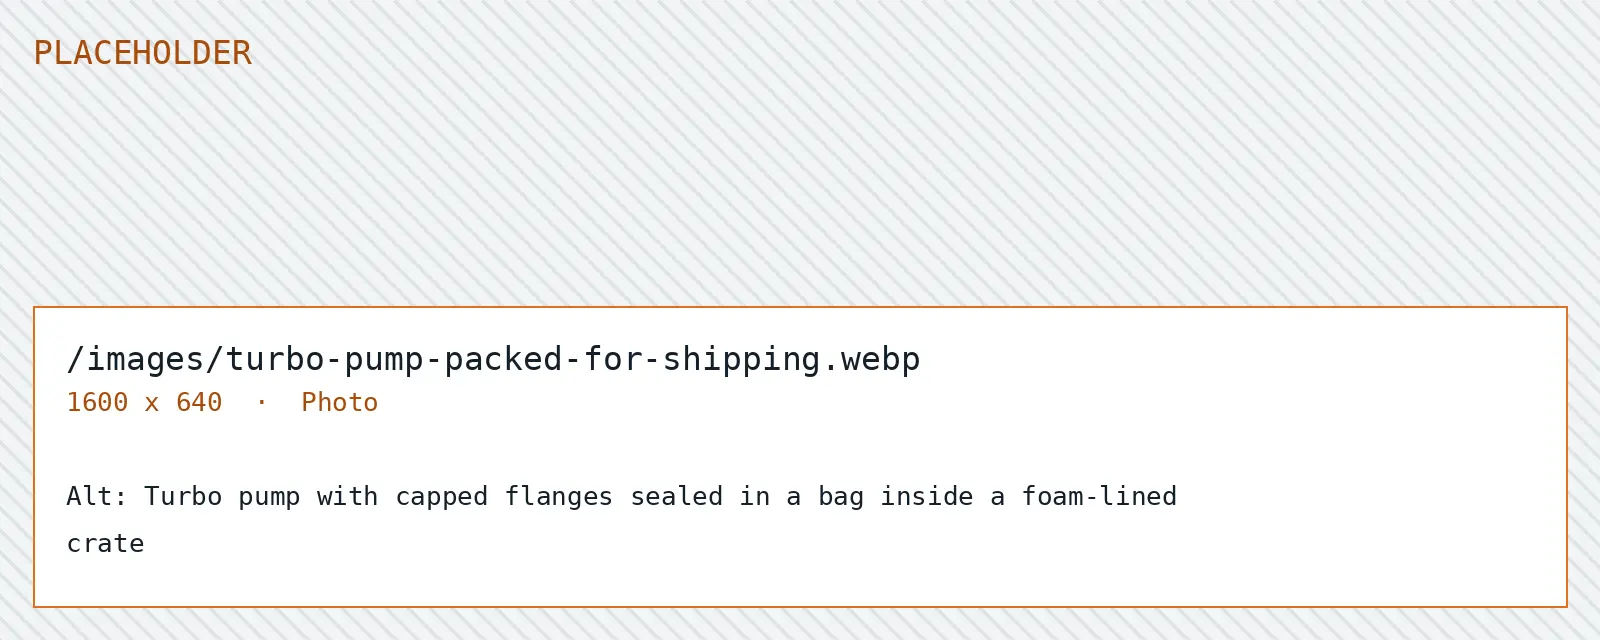 PLACEHOLDER
/images/turbo-pump-packed-for-shipping.webp
1600 x 640 · Photo
Alt: Turbo pump with capped flanges sealed in a bag inside a foam-lined
crate